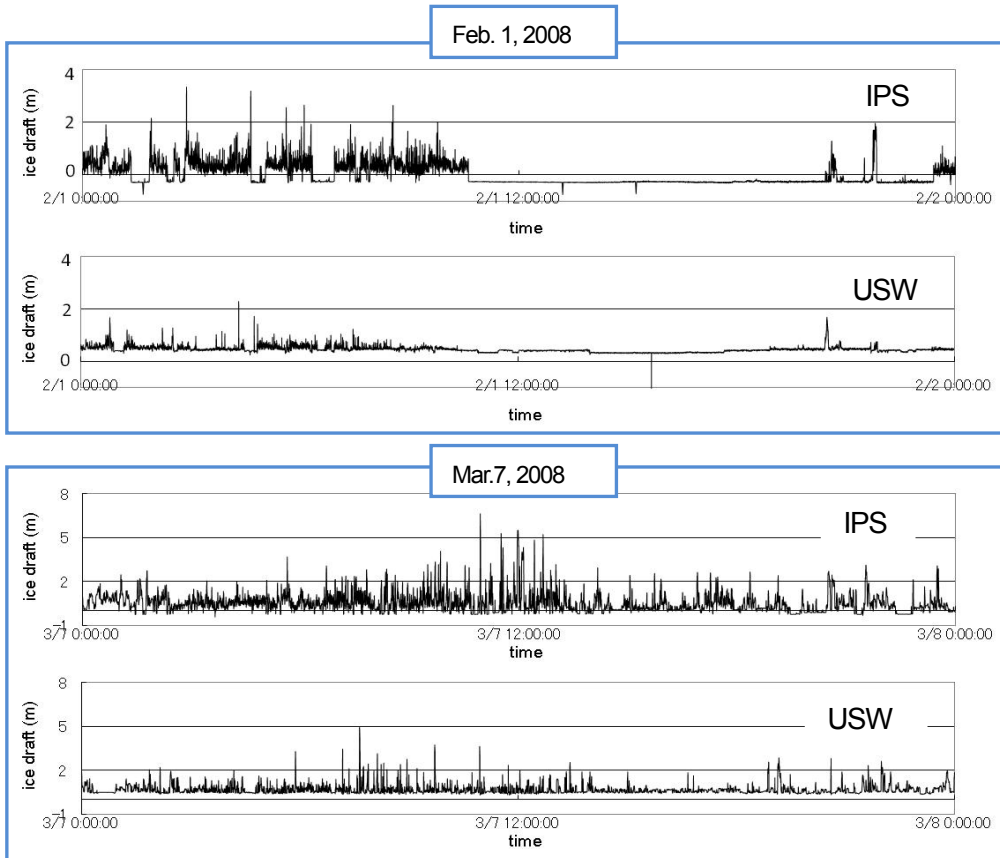 Feb. 1, 2008
ice draft (m)
4
2
0
IPS
2/1 0:00:00
2/1 12:00:00
2/2 0:00:00
time
ice draft (m)
4
2
0
USW
2/1 0:00:00
2/1 12:00:00
2/2 0:00:00
time
Mar.7, 2008
ice draft (m)
8
5
2
-1
IPS
3/7 0:00:00
3/7 12:00:00
3/8 0:00:00
time
ice draft (m)
8
5
2
-1
USW
3/7 0:00:00
3/7 12:00:00
3/8 0:00:00
time